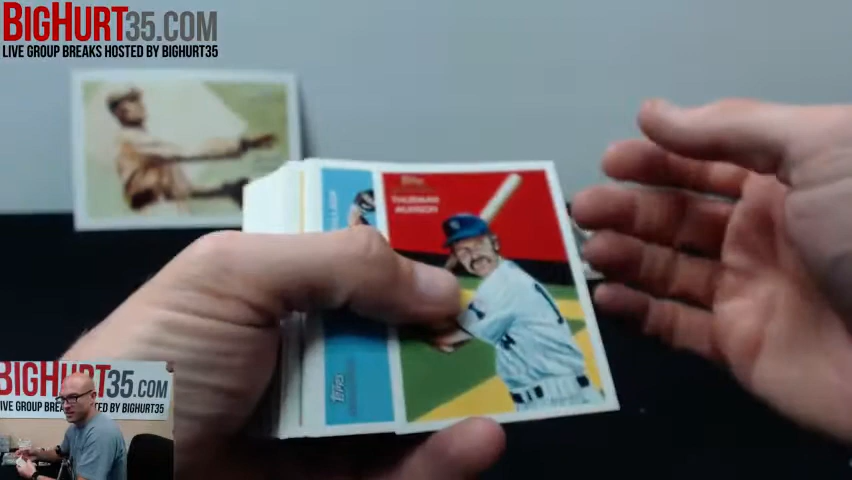 BIGHURT35.COM
LIVE GROUP BREAKS HOSTED BY BIGHURT35
Topps
THURMAN
MUNSON
TOPPS
BIGHURT35.COM
LIVE GROUP BREAKS HOSTED BY BIGHURT35